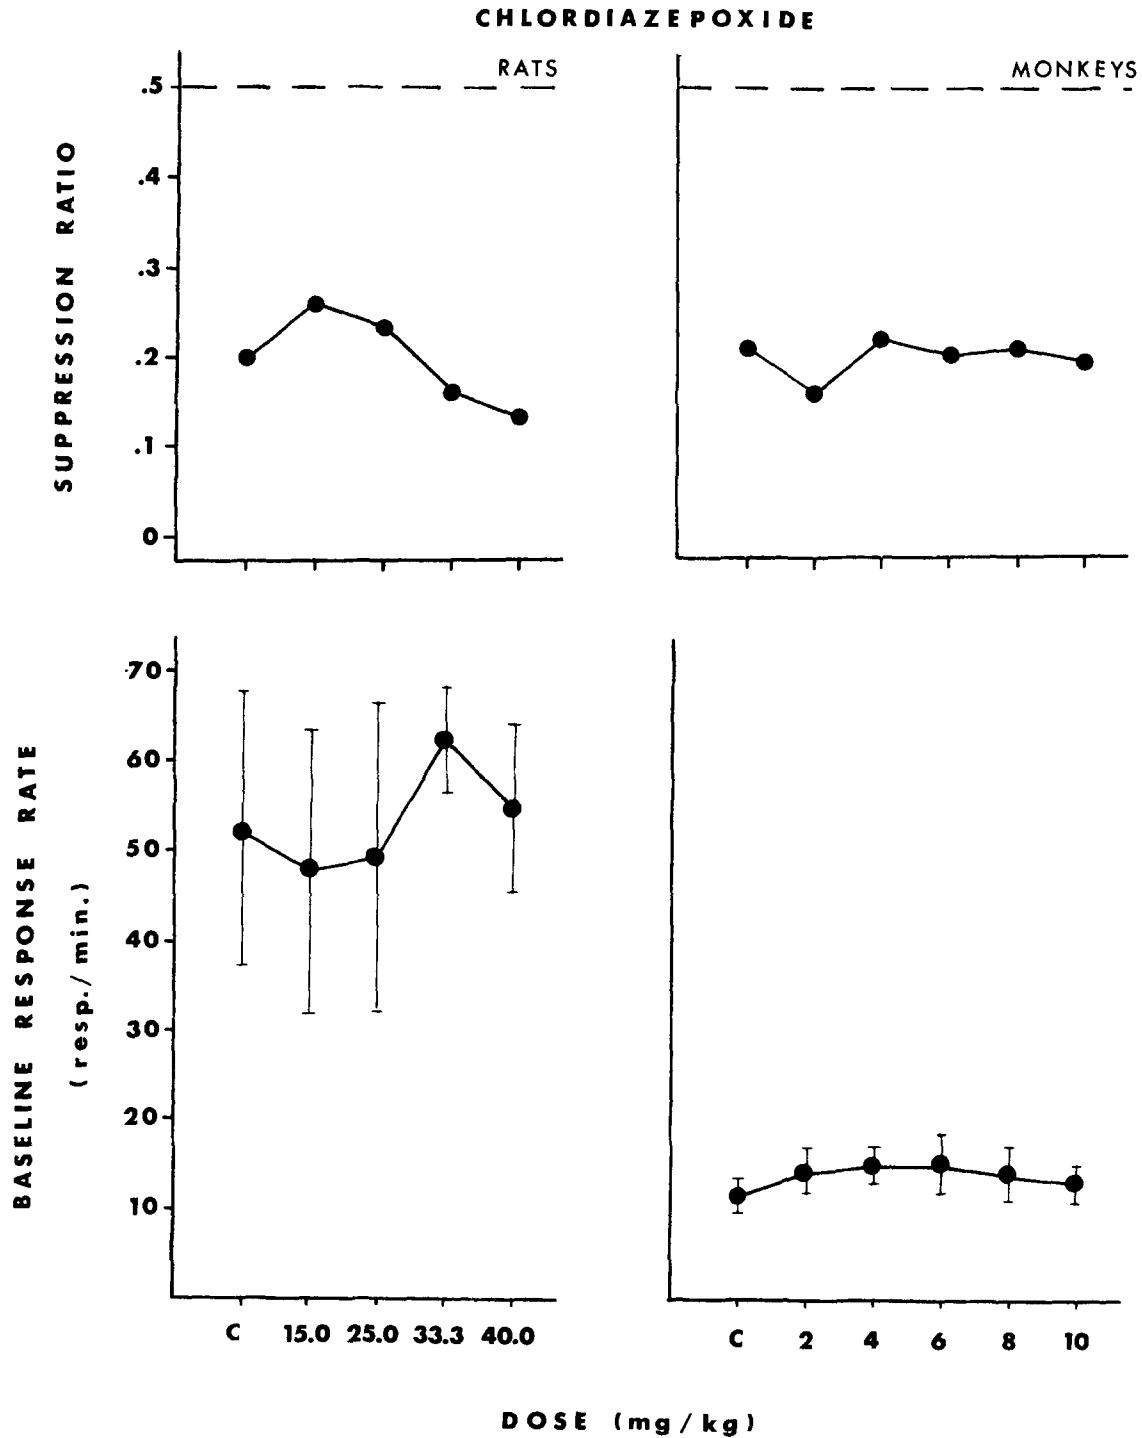 CHLORDIAZEPOXIDE
RATS
MONKEYS
SUPPRESSION RATIO
.5
.4
.3
.2
.1
0
BASELINE RESPONSE RATE
(resp./min.)
70
60
50
40
30
20
10
C 15.0 25.0 33.3 40.0
C 2 4 6 8 10
DOSE (mg/kg)